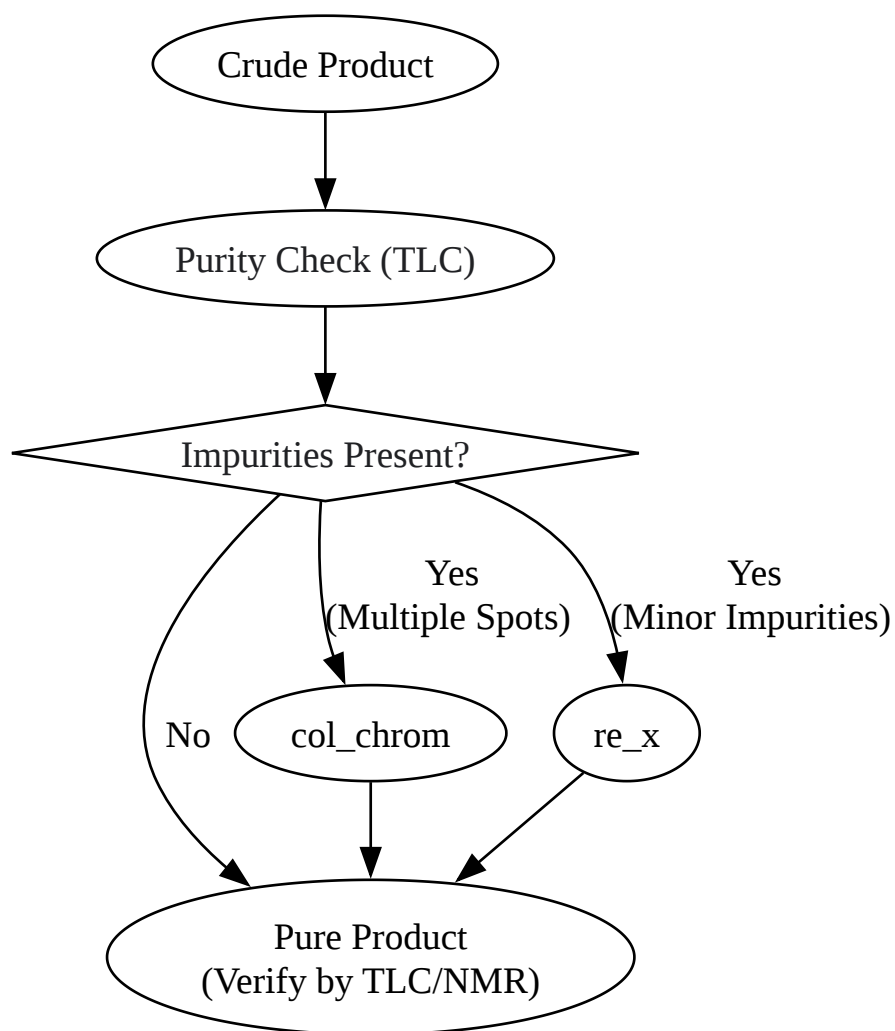 Crude Product
Purity Check (TLC)
Impurities Present?
Yes
(Multiple Spots)
Yes
(Minor Impurities)
No
col_chrom
re_x
Pure Product
(Verify by TLC/NMR)